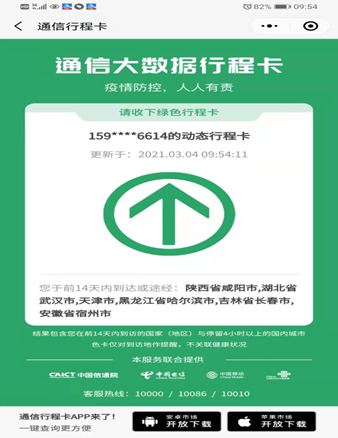 82% 09:54
通信行程卡
通信大数据行程卡
疫情防控，人人有责
请收下绿色行程卡
159****6614的动态行程卡
更新于：2021.03.04 09:54:11
您于前14天内到达或途经：陕西省咸阳市,湖北省
武汉市,天津市,黑龙江省哈尔滨市,吉林省长春市,
安徽省宿州市
结果包含您在前14天内到访的国家（地区）与停留4小时以上的国内城市
色卡仅对到访地作提醒，不关联健康状况
本服务联合提供
CAICT 中国信通院 中国电信 中国移动 中国联通
客服热线：10000 / 10086 / 10010
通信行程卡APP来了！
一键查询更方便
安卓市场
开放下载
苹果市场
开放下载